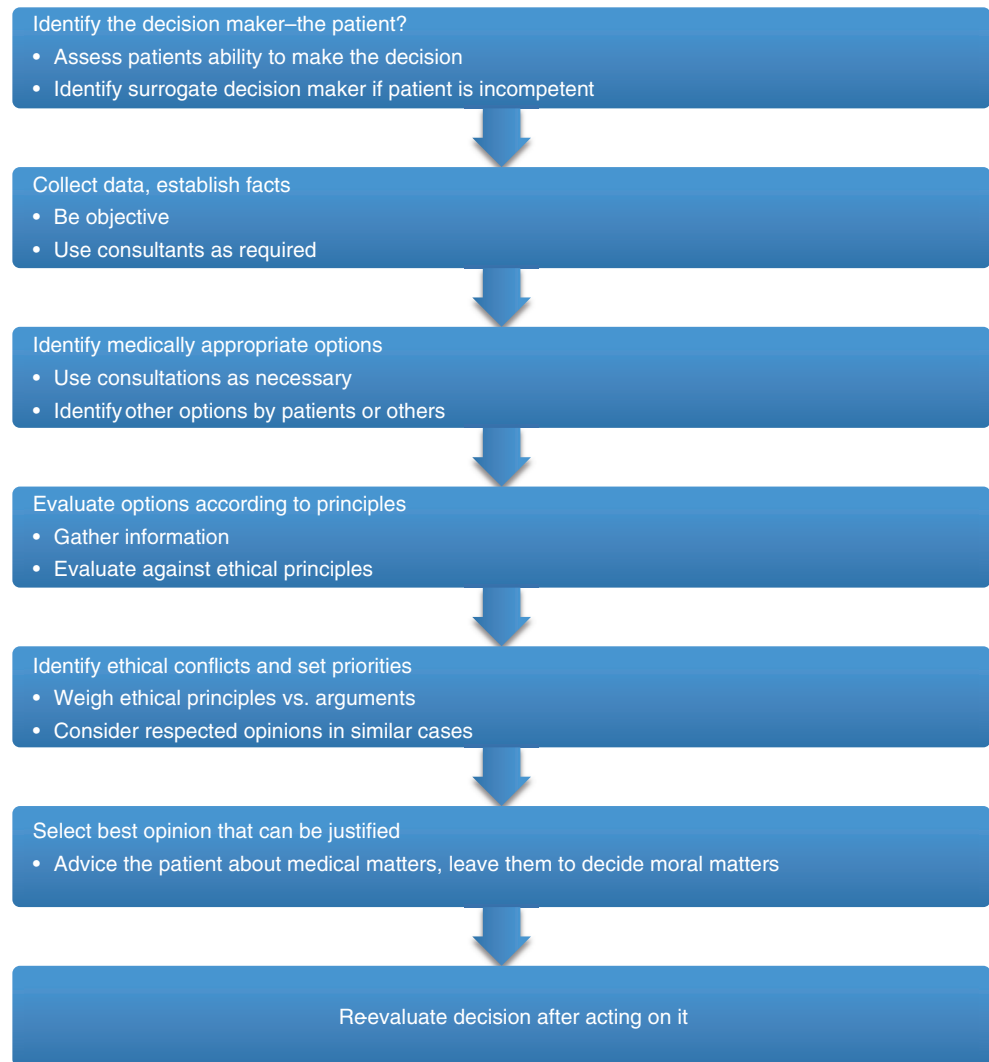 Identify the decision maker–the patient?
• Assess patients ability to make the decision
• Identify surrogate decision maker if patient is incompetent
Collect data, establish facts
• Be objective
• Use consultants as required
Identify medically appropriate options
• Use consultations as necessary
• Identify other options by patients or others
Evaluate options according to principles
• Gather information
• Evaluate against ethical principles
Identify ethical conflicts and set priorities
• Weigh ethical principles vs. arguments
• Consider respected opinions in similar cases
Select best opinion that can be justified
• Advice the patient about medical matters, leave them to decide moral matters
Re-evaluate decision after acting on it